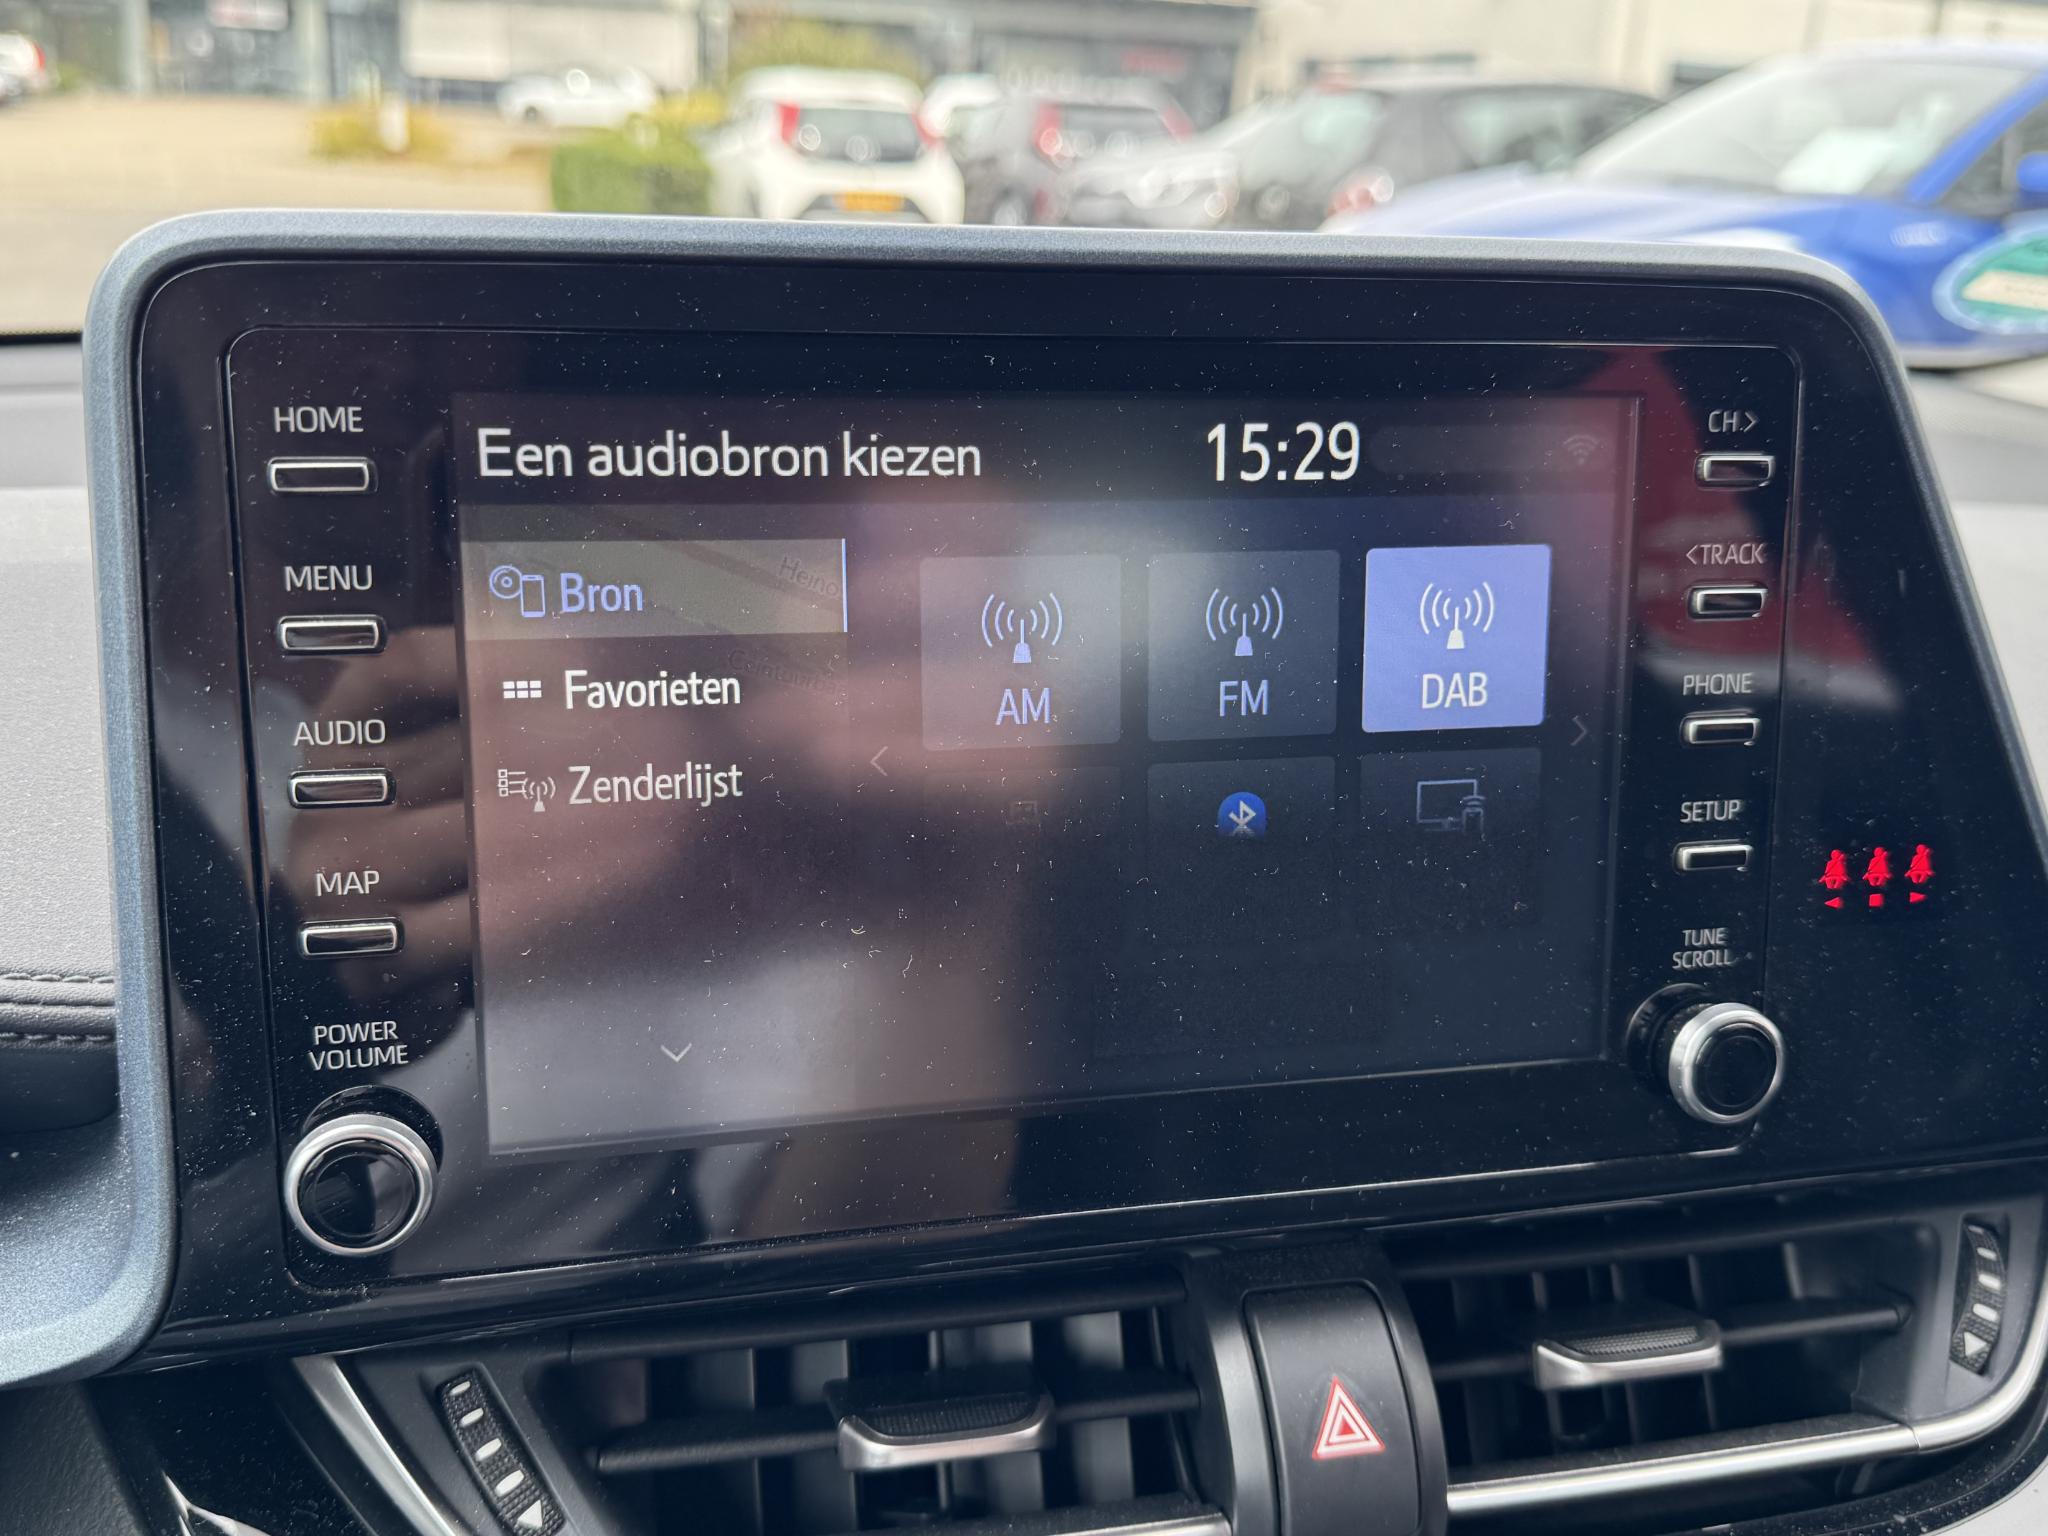 HOME
MENU
AUDIO
MAP
POWER
VOLUME
Een audiobron kiezen
15:29
Bron
Heino
Favorieten
Zenderlijst
AM
FM
DAB
CH.>
<TRACK
PHONE
SETUP
TUNE
SCROLL